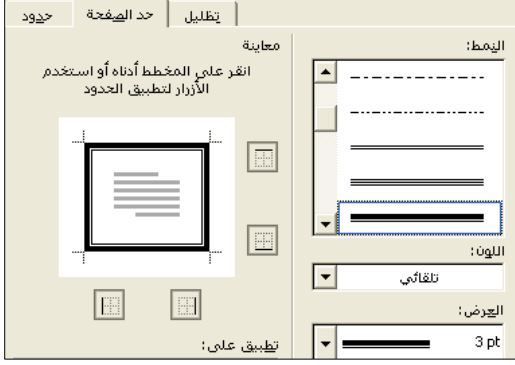 حدود
حد الصفحة
تظليل
النمط:
اللون:
تلقائي
العرض:
3 pt
معاينة
انقر على المخطط أدناه أو استخدم
الأزرار لتطبيق الحدود
تطبيق على: